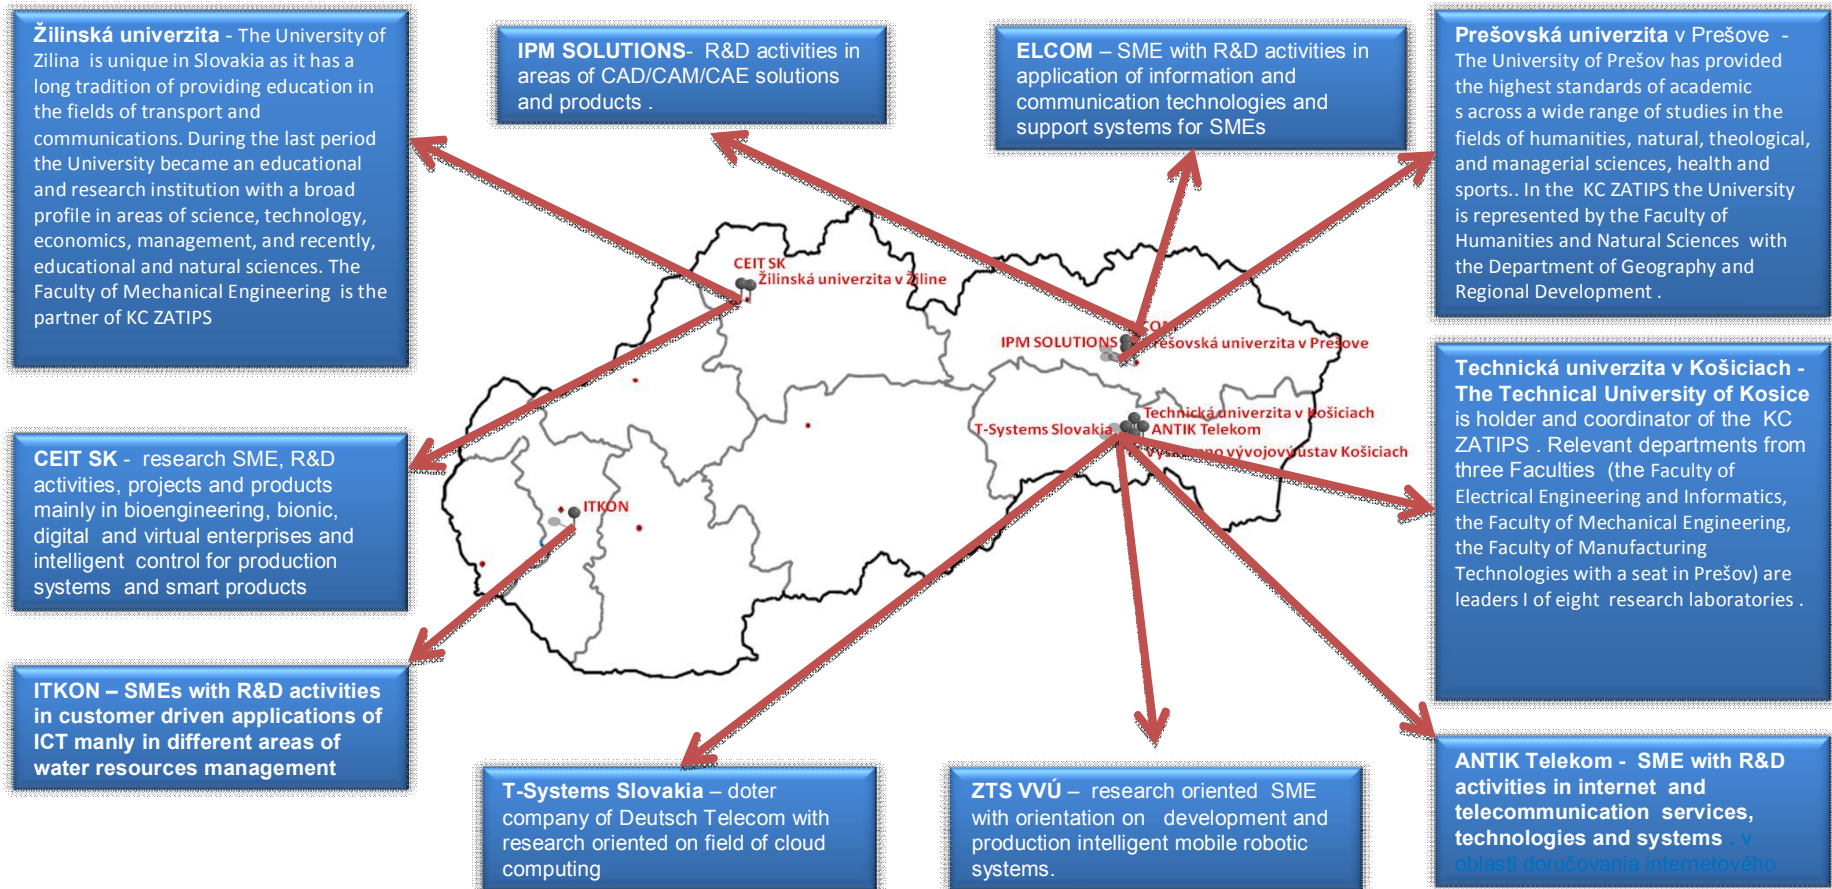 Žilinská univerzita - The University of
Zilina is unique in Slovakia as it has a
long tradition of providing education in
the fields of transport and
communications. During the last period
the University became an educational
and research institution with a broad
profile in areas of science, technology,
economics, management, and recently,
educational and natural sciences. The
Faculty of Mechanical Engineering is the
partner of KC ZATIPS
IPM SOLUTIONS- R&D activities in
areas of CAD/CAM/CAE solutions
and products .
ELCOM – SME with R&D activities in
application of information and
communication technologies and
support systems for SMEs
Prešovská univerzita v Prešove -
The University of Prešov has provided
the highest standards of academic
s across a wide range of studies in the
fields of humanities, natural, theological,
and managerial sciences, health and
sports.. In the KC ZATIPS the University
is represented by the Faculty of
Humanities and Natural Sciences with
the Department of Geography and
Regional Development .
CEIT SK
Žilinská univerzita v Žiline
IPM SOLUTIONS
Prešovská univerzita v Prešove
Technická univerzita v Košiciach
T-Systems Slovakia
ANTIK Telekom
vývojový ústav Košiciach
ITKON
CEIT SK - research SME, R&D
activities, projects and products
mainly in bioengineering, bionic,
digital and virtual enterprises and
intelligent control for production
systems and smart products
Technická univerzita v Košiciach -
The Technical University of Kosice
is holder and coordinator of the KC
ZATIPS . Relevant departments from
three Faculties (the Faculty of
Electrical Engineering and Informatics,
the Faculty of Mechanical Engineering,
the Faculty of Manufacturing
Technologies with a seat in Prešov) are
leaders I of eight research laboratories .
ITKON – SMEs with R&D activities
in customer driven applications of
ICT manly in different areas of
water resources management
T-Systems Slovakia – doter
company of Deutsch Telecom with
research oriented on field of cloud
computing
ZTS VVÚ – research oriented SME
with orientation on development and
production intelligent mobile robotic
systems.
ANTIK Telekom - SME with R&D
activities in internet and
telecommunication services,
technologies and systems . v
oblasti doručovania internetového